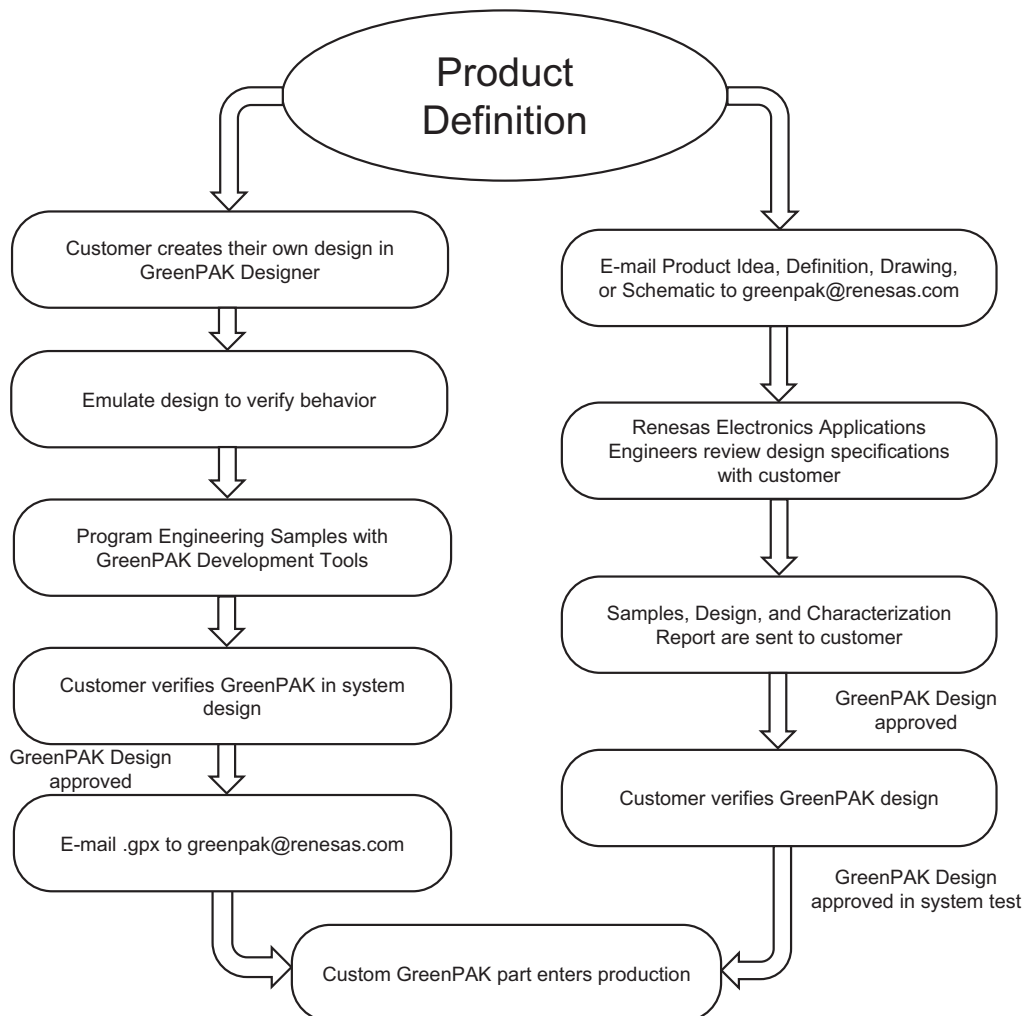 Product
Definition
Customer creates their own design in
GreenPAK Designer
Emulate design to verify behavior
Program Engineering Samples with
GreenPAK Development Tools
Customer verifies GreenPAK in system
design
GreenPAK Design
approved
E-mail .gpx to greenpak@renesas.com
E-mail Product Idea, Definition, Drawing,
or Schematic to greenpak@renesas.com
Renesas Electronics Applications
Engineers review design specifications
with customer
Samples, Design, and Characterization
Report are sent to customer
GreenPAK Design
approved
Customer verifies GreenPAK design
GreenPAK Design
approved in system test
Custom GreenPAK part enters production